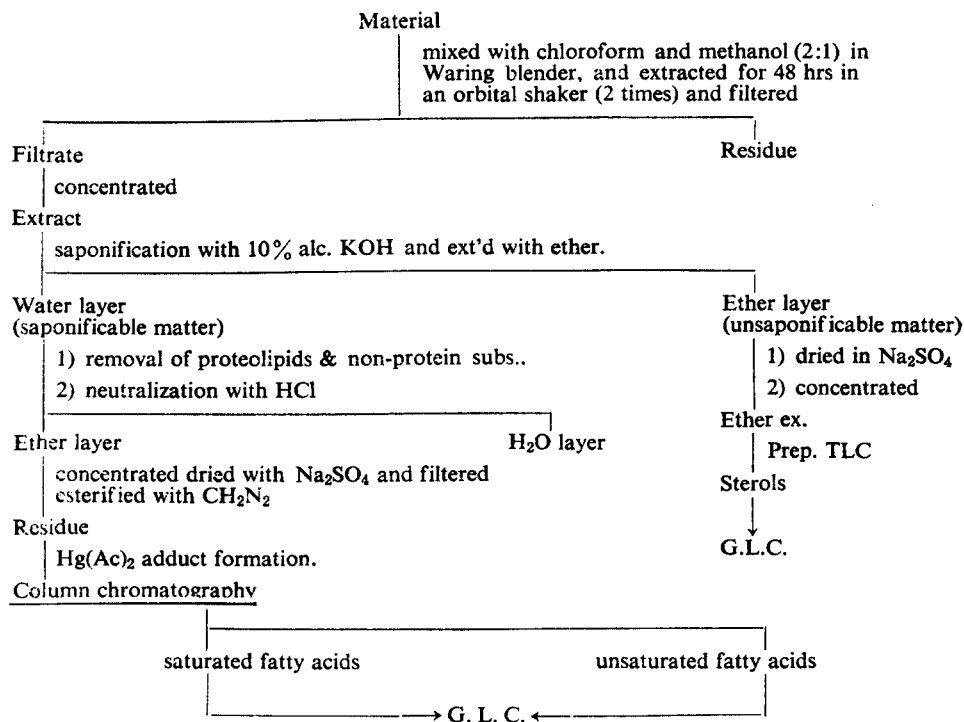 Material
mixed with chloroform and methanol (2:1) in
Waring blender, and extracted for 48 hrs in
an orbital shaker (2 times) and filtered
Filtrate
Residue
concentrated
Extract
saponification with 10% alc. KOH and ext'd with ether.
Water layer
(saponificable matter)
Ether layer
(unsaponificable matter)
1) removal of proteolipids & non-protein subs..
2) neutralization with HCl
1) dried in Na₂SO₄
2) concentrated
Ether layer
H₂O layer
Ether ex.
Prep. TLC
concentrated dried with Na₂SO₄ and filtered
esterified with CH₂N₂
Sterols
Residue
G.L.C.
Hg(Ac)₂ adduct formation.
Column chromatography
saturated fatty acids
unsaturated fatty acids
G. L. C.